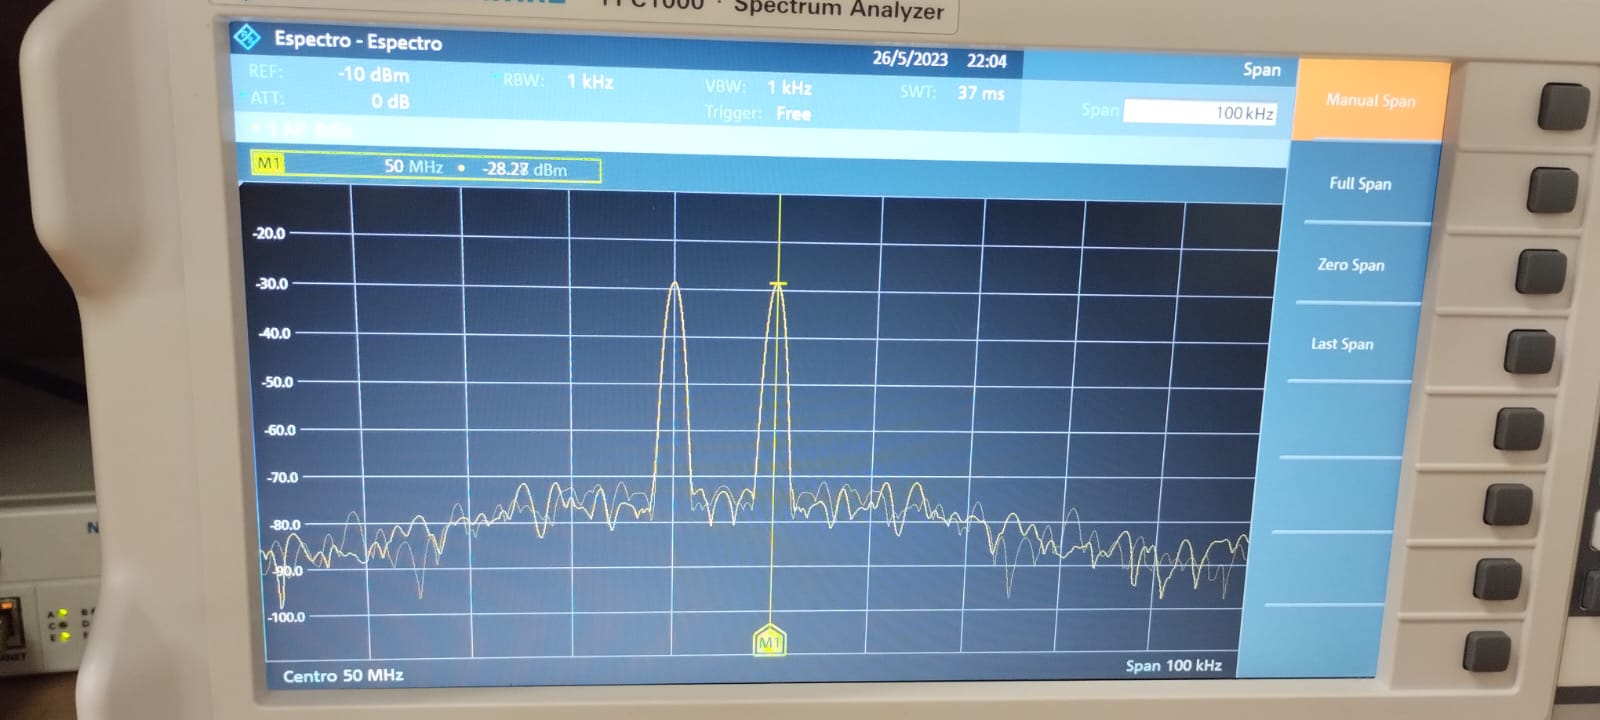 FPC1000 · Spectrum Analyzer
Espectro - Espectro
26/5/2023 22:04
REF: -10 dBm RBW: 1 kHz VBW: 1 kHz SWT: 37 ms
ATT: 0 dB Trigger: Free
Span
Span 100 kHz
M1 50 MHz • -28.27 dBm
-20.0
-30.0
-40.0
-50.0
-60.0
-70.0
-80.0
-90.0
-100.0
M1
Centro 50 MHz Span 100 kHz
Manual Span
Full Span
Zero Span
Last Span